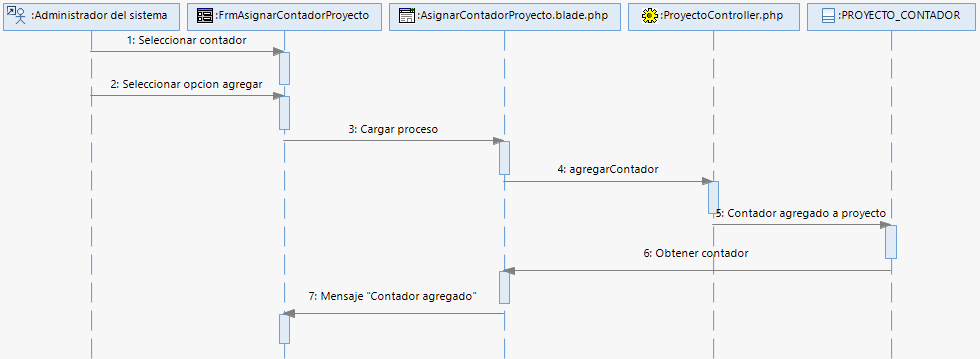 :Administrador del sistema
:FrmAsignarContadorProyecto
:AsignarContadorProyecto.blade.php
:ProyectoController.php
:PROYECTO_CONTADOR
1: Seleccionar contador
2: Seleccionar opcion agregar
3: Cargar proceso
4: agregarContador
5: Contador agregado a proyecto
6: Obtener contador
7: Mensaje "Contador agregado"